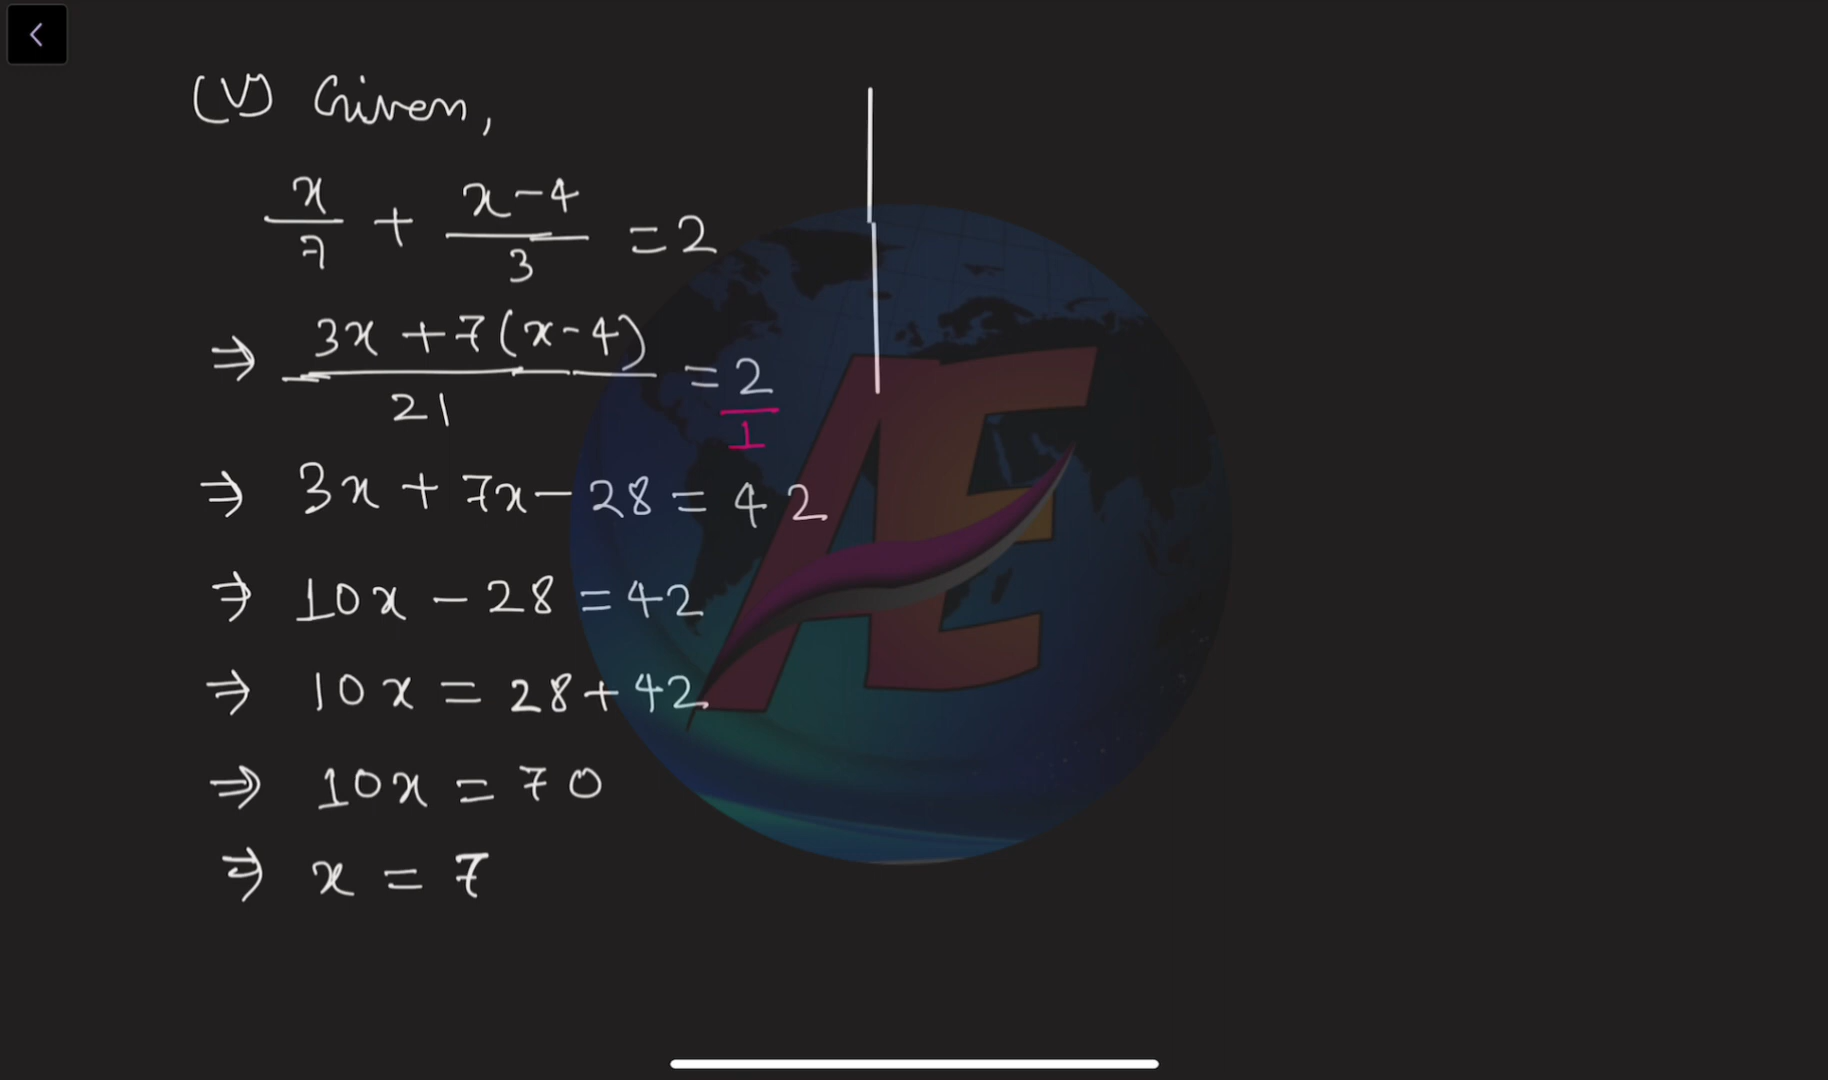 (V) Given,
x/7 + x-4/3 = 2
⇒ 3x + 7(x-4)/21 = 2/1
⇒ 3x + 7x - 28 = 42
⇒ 10x - 28 = 42
⇒ 10x = 28 + 42
⇒ 10x = 70
⇒ x = 7
AE